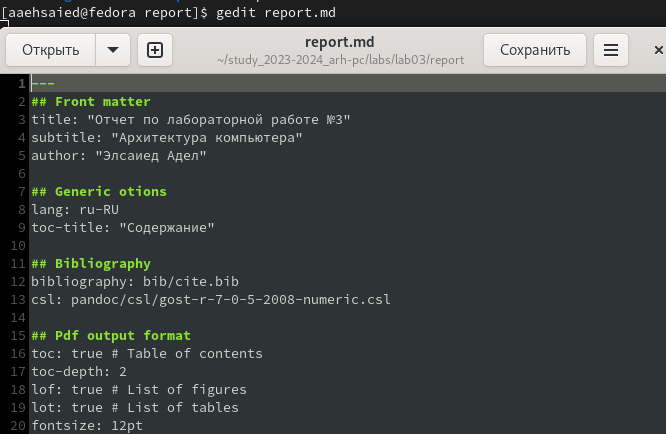 [aaehsaied@fedora report]$ gedit report.md
Открыть
report.md
~/study_2023-2024_arh-pc/labs/lab03/report
Сохранить
1 ---
2 ## Front matter
3 title: "Отчет по лабораторной работе №3"
4 subtitle: "Архитектура компьютера"
5 author: "Элсаиед Адел"
6
7 ## Generic otions
8 lang: ru-RU
9 toc-title: "Содержание"
10
11 ## Bibliography
12 bibliography: bib/cite.bib
13 csl: pandoc/csl/gost-r-7-0-5-2008-numeric.csl
14
15 ## Pdf output format
16 toc: true # Table of contents
17 toc-depth: 2
18 lof: true # List of figures
19 lot: true # List of tables
20 fontsize: 12pt